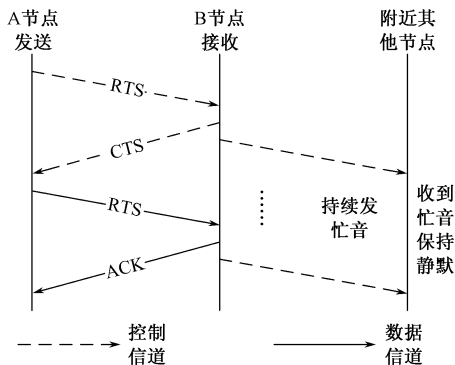 A节点
发送
B节点
接收
附近其
他节点
RTS
CTS
RTS
ACK
持续发
忙音
收到
忙音
保持
静默
控制
信道
数据
信道